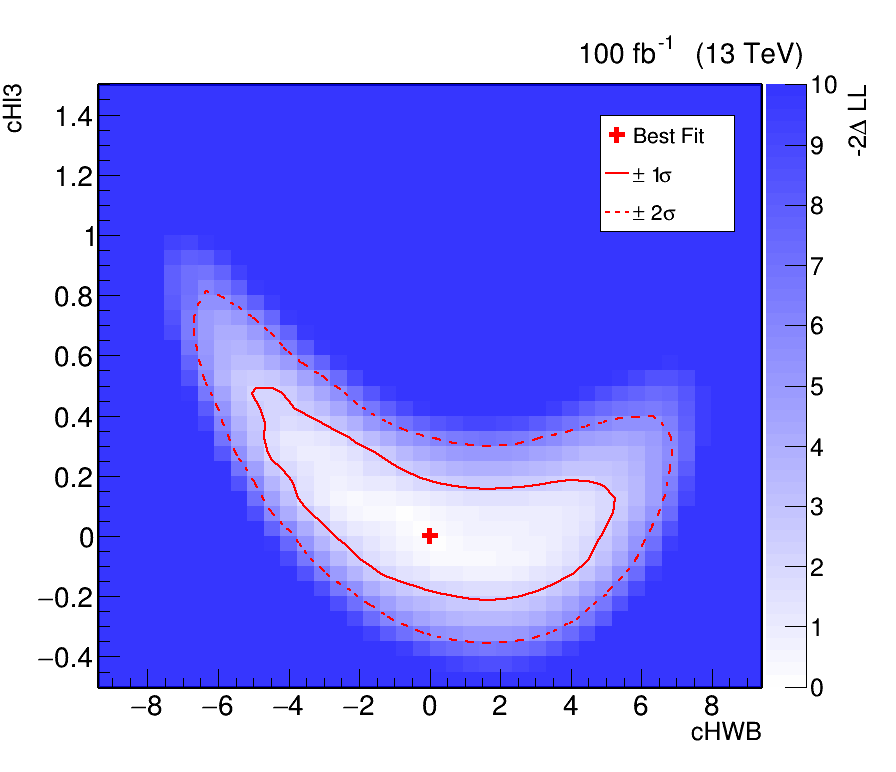 100 fb⁻¹ (13 TeV)
cHl3
1.4
1.2
1
0.8
0.6
0.4
0.2
0
−0.2
−0.4
Best Fit
± 1σ
± 2σ
10
9
8
7
6
5
4
3
2
1
0
-2Δ LL
−8 −6 −4 −2 0 2 4 6 8
cHWB